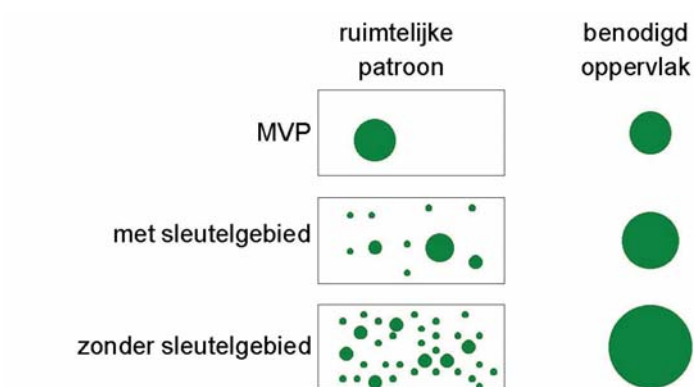 ruimtelijke
patroon
benodigd
oppervlak
MVP
met sleutelgebied
zonder sleutelgebied